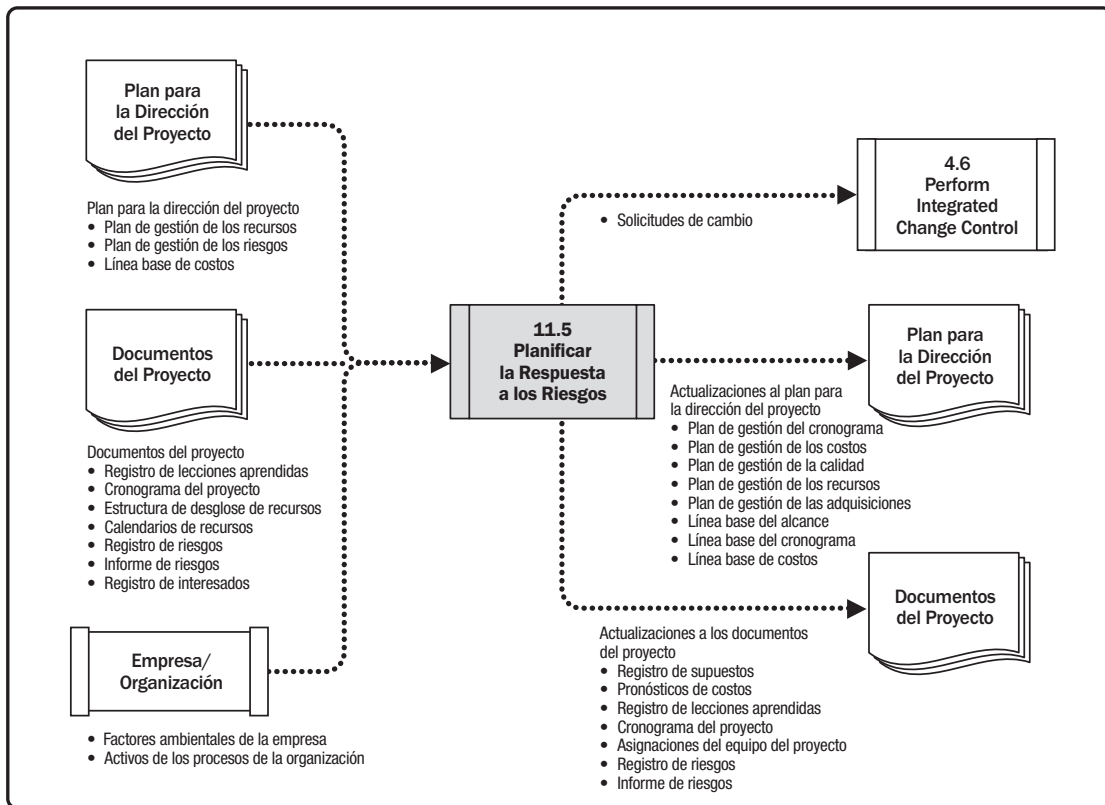 Plan para
la Dirección
del Proyecto
Plan para la dirección del proyecto
• Plan de gestión de los recursos
• Plan de gestión de los riesgos
• Línea base de costos
Documentos
del Proyecto
Documentos del proyecto
• Registro de lecciones aprendidas
• Cronograma del proyecto
• Estructura de desglose de recursos
• Calendarios de recursos
• Registro de riesgos
• Informe de riesgos
• Registro de interesados
Empresa/
Organización
• Factores ambientales de la empresa
• Activos de los procesos de la organización
11.5
Planificar
la Respuesta
a los Riesgos
• Solicitudes de cambio
4.6
Perform
Integrated
Change Control
Plan para
la Dirección
del Proyecto
Actualizaciones al plan para
la dirección del proyecto
• Plan de gestión del cronograma
• Plan de gestión de los costos
• Plan de gestión de la calidad
• Plan de gestión de los recursos
• Plan de gestión de las adquisiciones
• Línea base del alcance
• Línea base del cronograma
• Línea base de costos
Documentos
del Proyecto
Actualizaciones a los documentos
del proyecto
• Registro de supuestos
• Pronósticos de costos
• Registro de lecciones aprendidas
• Cronograma del proyecto
• Asignaciones del equipo del proyecto
• Registro de riesgos
• Informe de riesgos